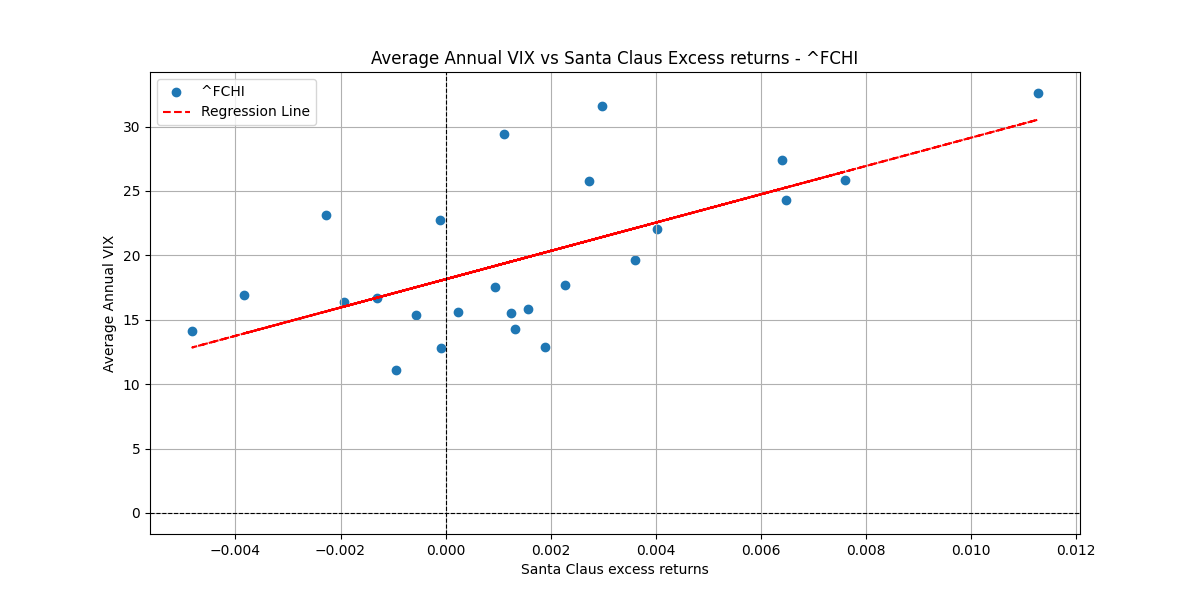 Average Annual VIX vs Santa Claus Excess returns - ^FCHI
^FCHI
Regression Line
Average Annual VIX
30
25
20
15
10
5
0
−0.004 −0.002 0.000 0.002 0.004 0.006 0.008 0.010 0.012
Santa Claus excess returns